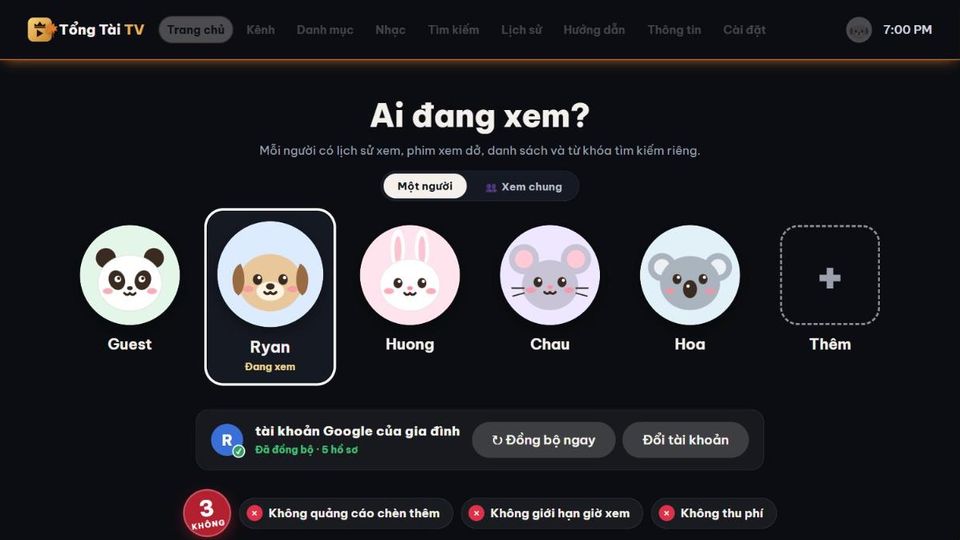 Tổng Tài TV
Trang chủ Kênh Danh mục Nhạc Tìm kiếm Lịch sử Hướng dẫn Thông tin Cài đặt
7:00 PM
Ai đang xem?
Mỗi người có lịch sử xem, phim xem dở, danh sách và từ khóa tìm kiếm riêng.
Một người Xem chung
Guest Ryan Huong Chau Hoa Thêm
Đang xem
R
tài khoản Google của gia đình
Đã đồng bộ · 5 hồ sơ
↻ Đồng bộ ngay Đổi tài khoản
3
KHÔNG
Không quảng cáo chèn thêm Không giới hạn giờ xem Không thu phí